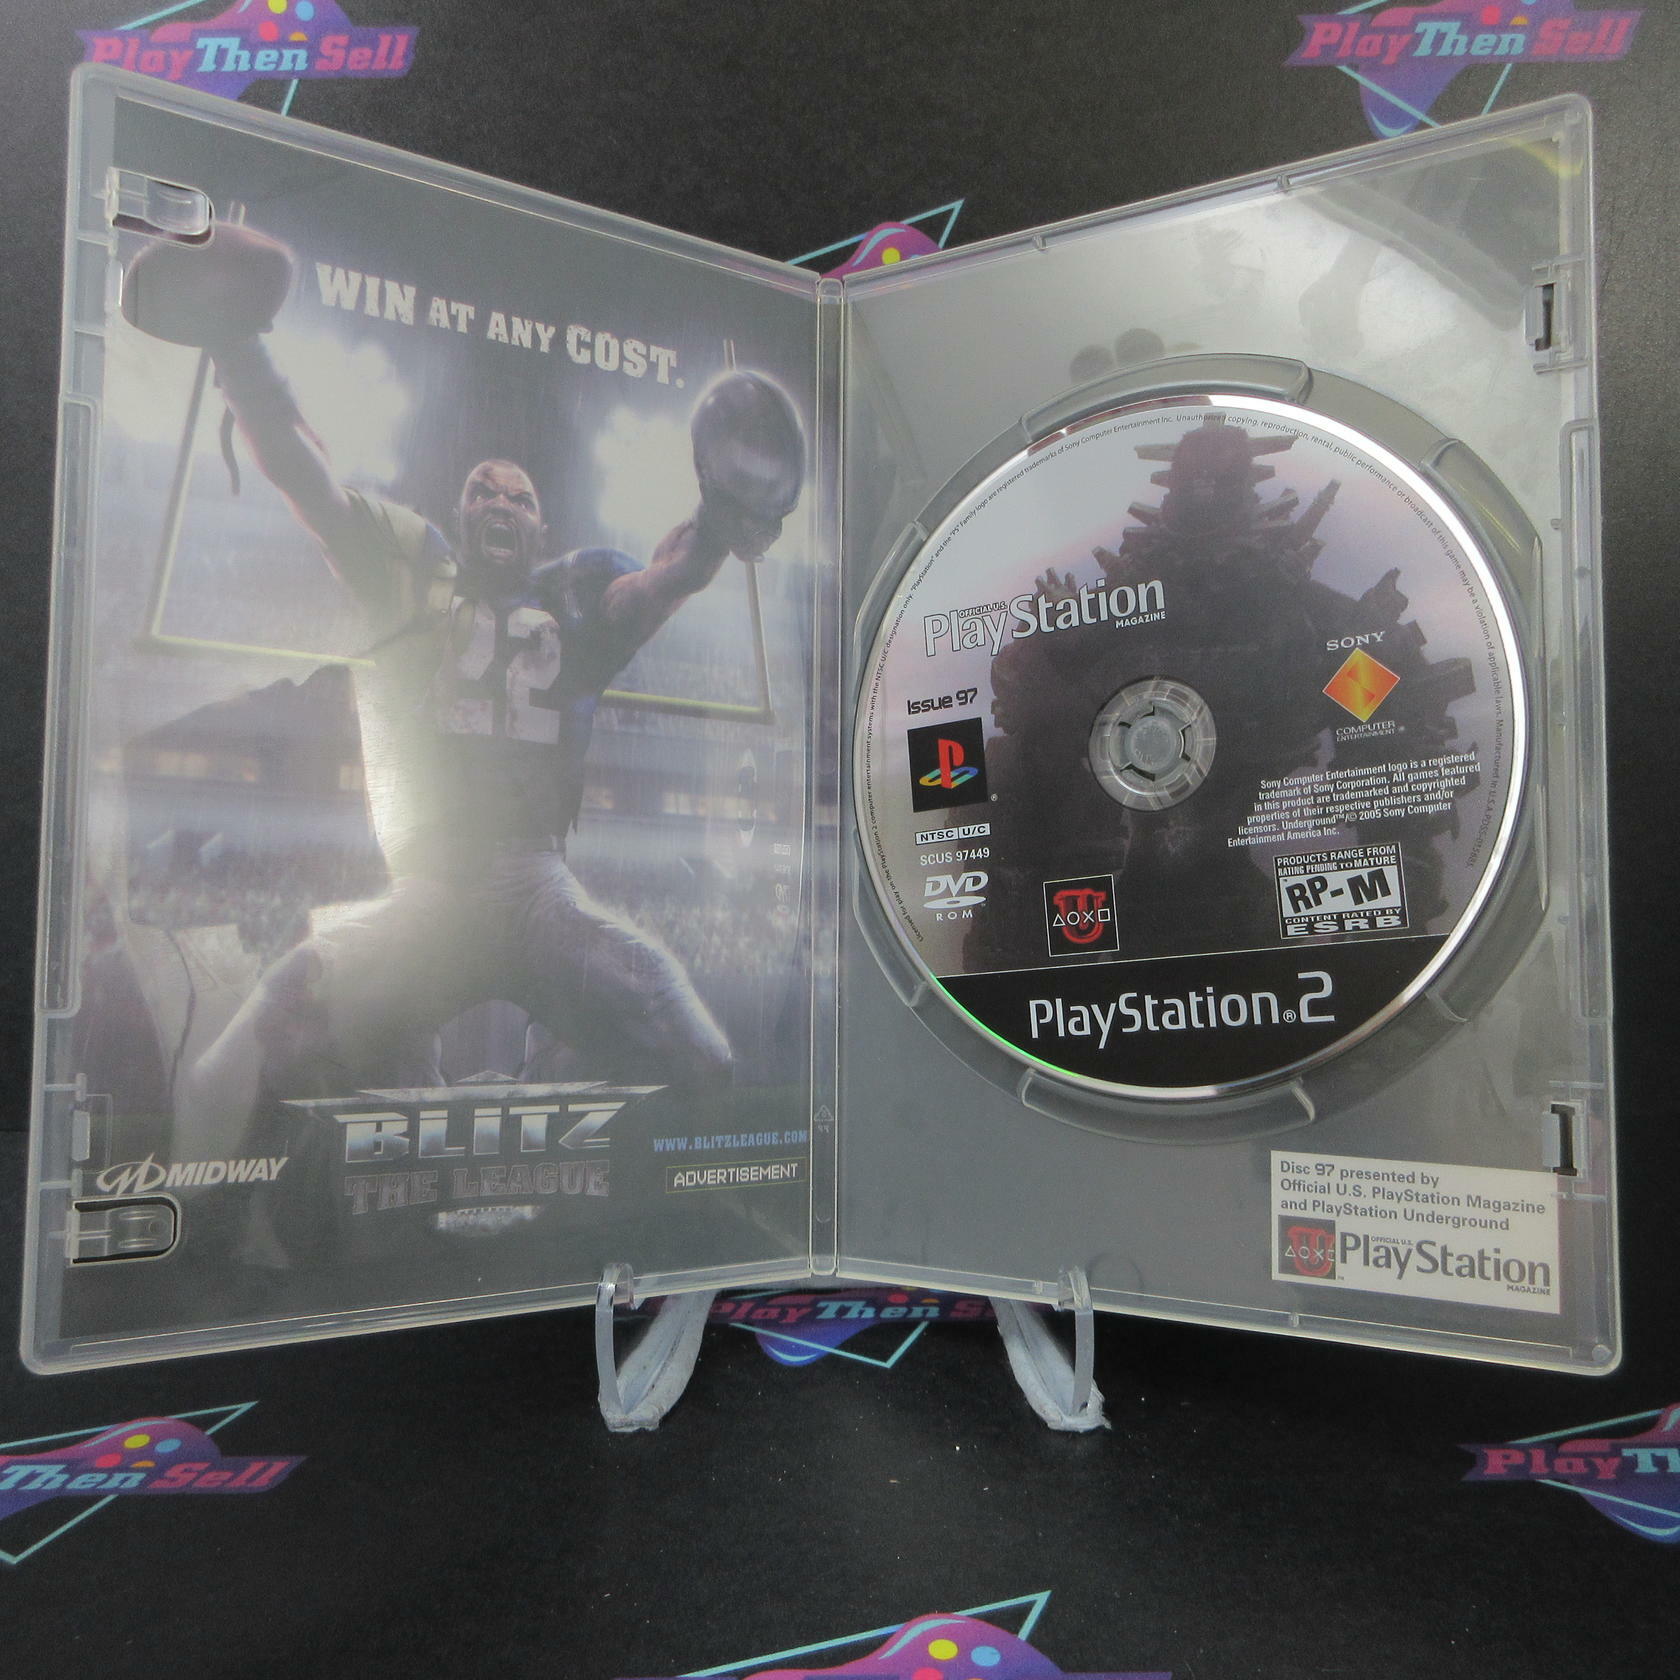 Play Then Sell
Play Then Sell
WIN AT ANY COST.
22
BLITZ
THE LEAGUE
MIDWAY
WWW.BLITZLEAGUE.COM
ADVERTISEMENT
OFFICIAL U.S.
PlayStation
MAGAZINE
Issue 97
NTSC U/C
SCUS 97449
DVD
ROM
SONY
COMPUTER
ENTERTAINMENT®
Sony Computer Entertainment logo is a registered
trademark of Sony Corporation. All games featured
in this product are trademarked and copyrighted
properties of their respective publishers and/or
licensors. Underground™/© 2005 Sony Computer
Entertainment America Inc.
PRODUCTS RANGE FROM
RATING PENDING TO MATURE
RP-M
CONTENT RATED BY
ESRB
PlayStation®2
Disc 97 presented by
Official U.S. PlayStation Magazine
and PlayStation Underground
OFFICIAL U.S.
PlayStation
MAGAZINE
Play Then Sell
Then Sell
Play Th